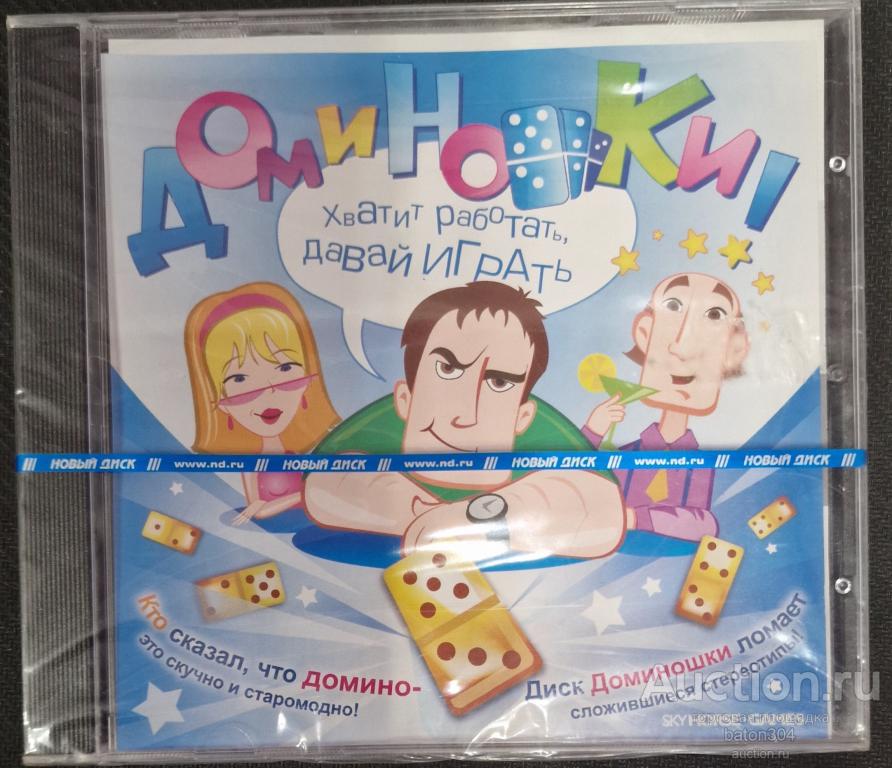 Доминошки!
Хватит работать,
давай играть
/// НОВЫЙ ДИСК /// www.nd.ru /// НОВЫЙ ДИСК /// www.nd.ru /// НОВЫЙ ДИСК /// www.nd.ru /// НОВЫЙ ДИСК ///
Кто сказал, что домино-
это скучно и старомодно!
Диск Доминошки ломает
сложившиеся стереотипы!
Auction.ru
торговая площадка
baton304
auction.ru